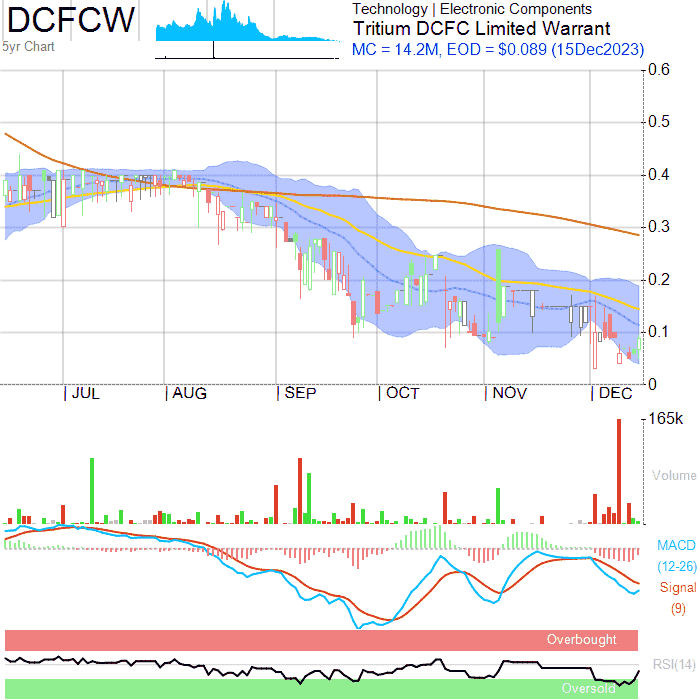 DCFCW
5yr Chart
Technology | Electronic Components
Tritium DCFC Limited Warrant
MC = 14.2M, EOD = $0.089 (15Dec2023)
0.6
0.5
0.4
0.3
0.2
0.1
0
| JUL | AUG | SEP | OCT | NOV | DEC
165k
Volume
MACD
(12-26)
Signal
(9)
Overbought
RSI(14)
Oversold